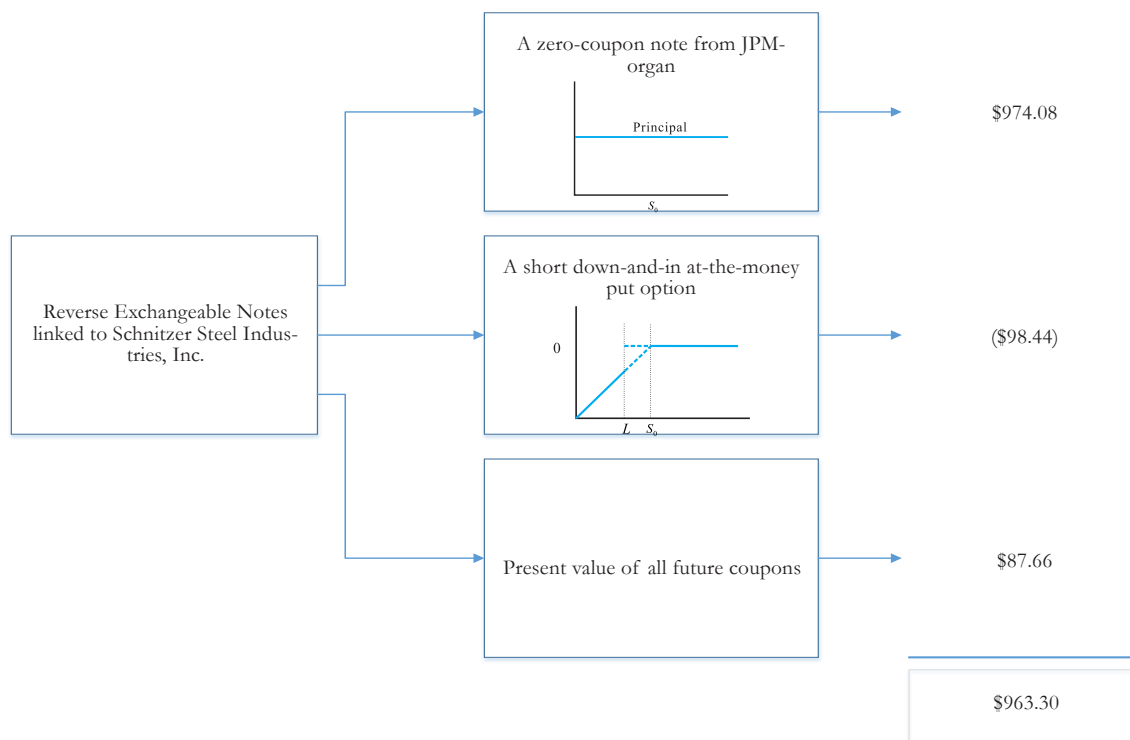 A zero-coupon note from JPM-
organ
Principal
S₀
$974.08
Reverse Exchangeable Notes
linked to Schnitzer Steel Indus-
tries, Inc.
A short down-and-in at-the-money
put option
0
L S₀
($98.44)
Present value of all future coupons
$87.66
$963.30